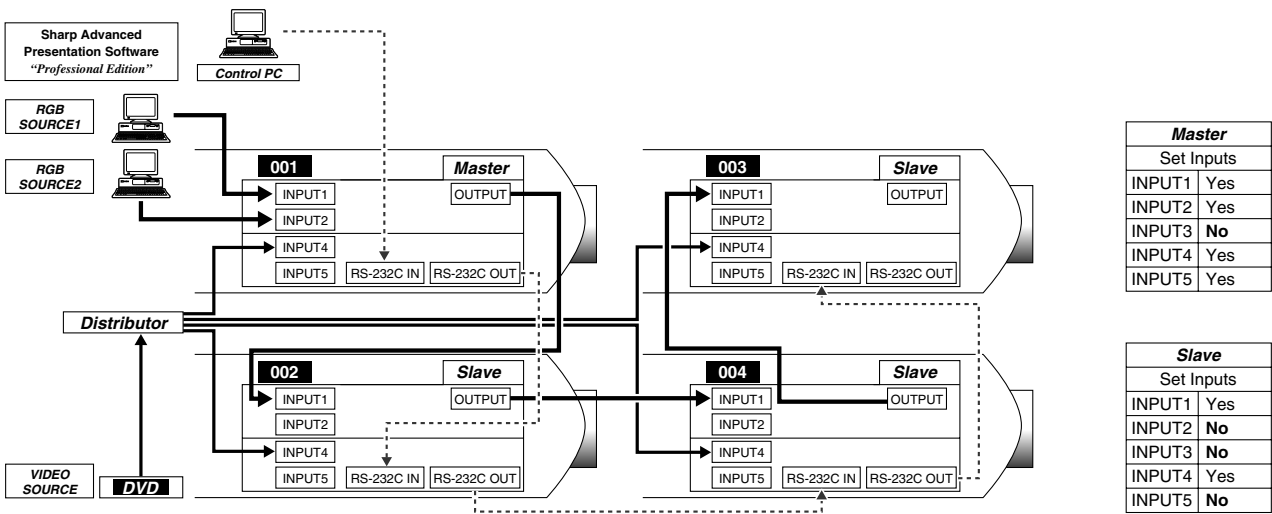 Sharp Advanced
Presentation Software
“Professional Edition”
Control PC
RGB
SOURCE1
RGB
SOURCE2
001
Master
INPUT1
OUTPUT
INPUT2
INPUT4
INPUT5
RS-232C IN
RS-232C OUT
003
Slave
INPUT1
OUTPUT
INPUT2
INPUT4
INPUT5
RS-232C IN
RS-232C OUT
Distributor
002
Slave
INPUT1
OUTPUT
INPUT2
INPUT4
INPUT5
RS-232C IN
RS-232C OUT
004
Slave
INPUT1
OUTPUT
INPUT2
INPUT4
INPUT5
RS-232C IN
RS-232C OUT
VIDEO
SOURCE
DVD
Master
Set Inputs
INPUT1 Yes
INPUT2 Yes
INPUT3 No
INPUT4 Yes
INPUT5 Yes
Slave
Set Inputs
INPUT1 Yes
INPUT2 No
INPUT3 No
INPUT4 Yes
INPUT5 No